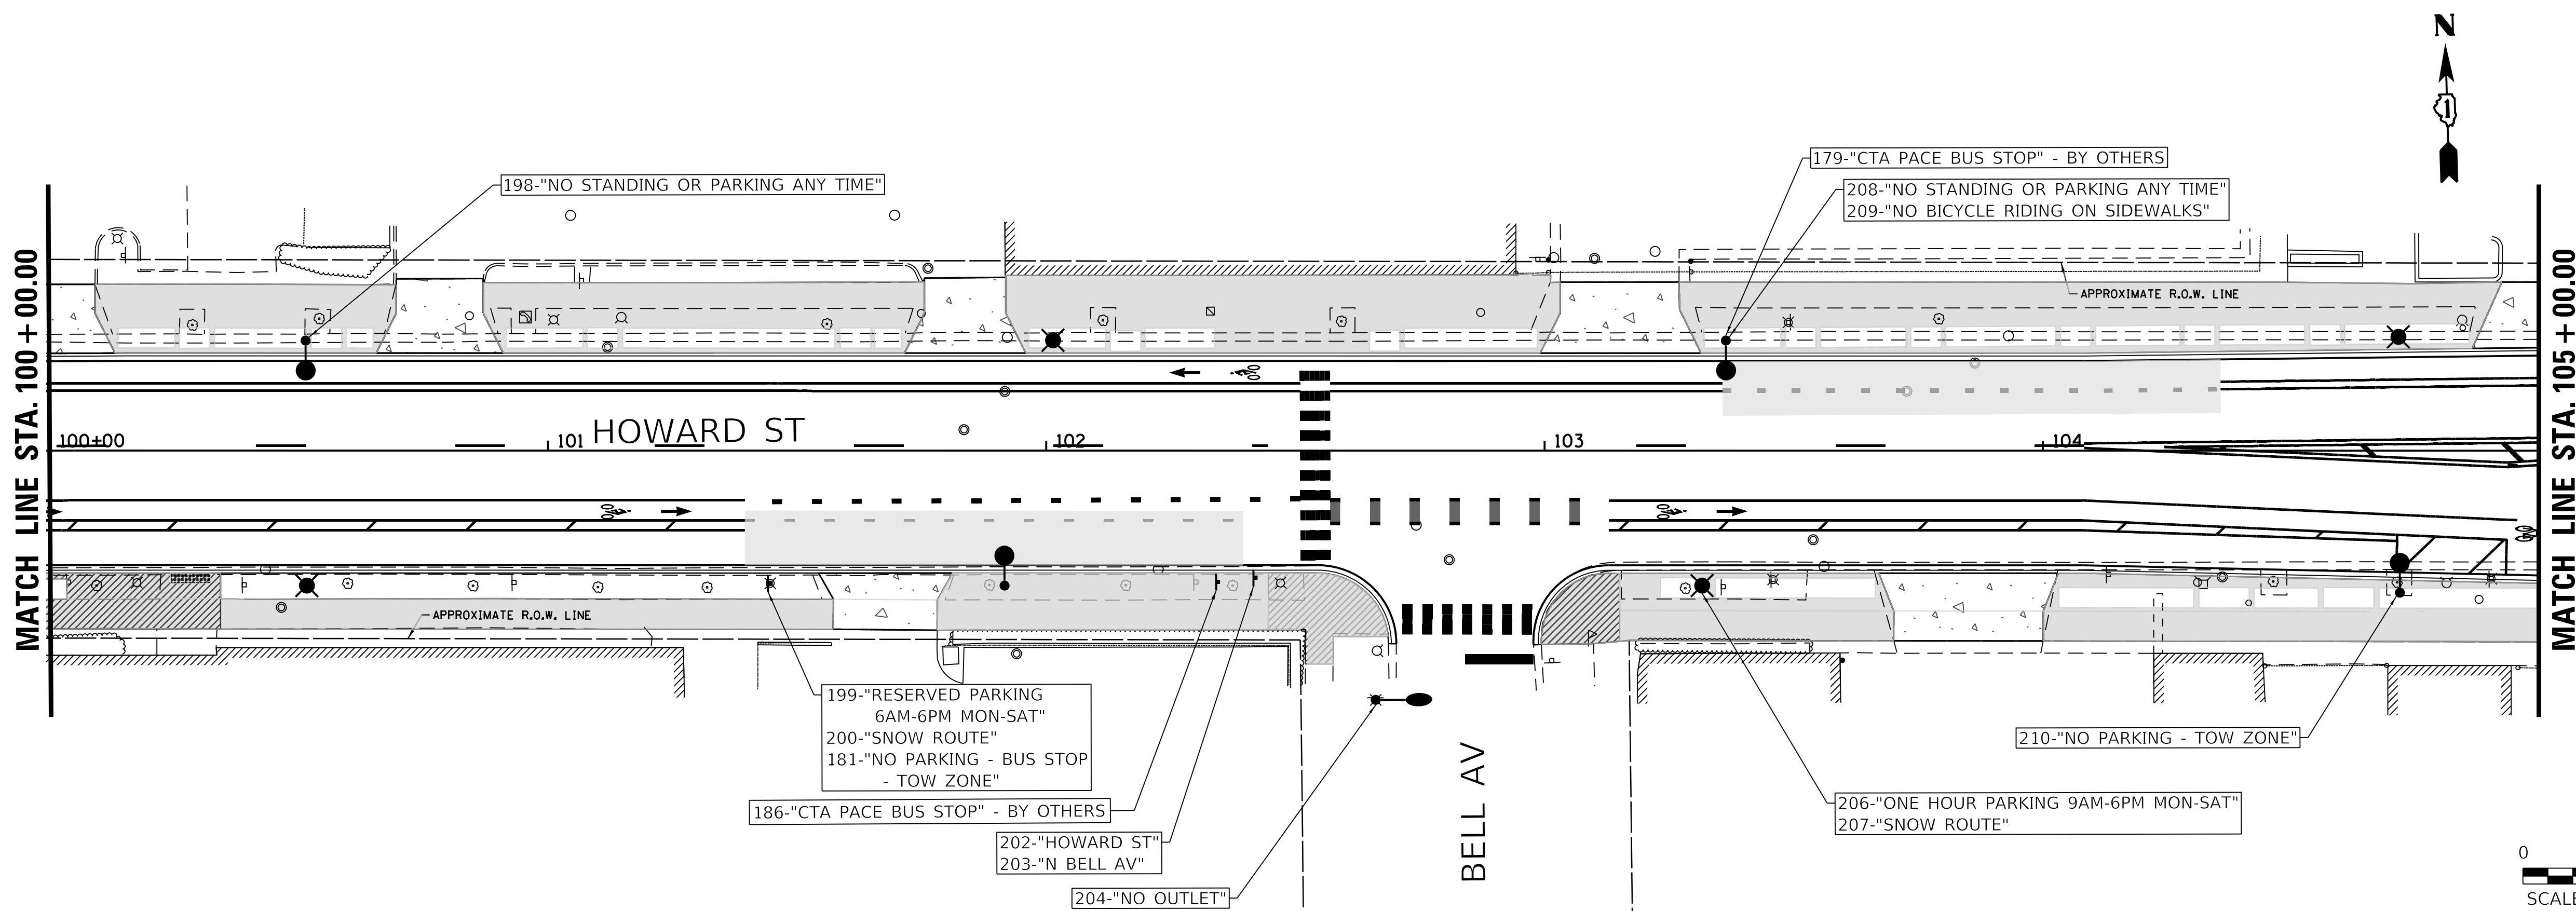 N
1
179-"CTA PACE BUS STOP" - BY OTHERS
198-"NO STANDING OR PARKING ANY TIME"
208-"NO STANDING OR PARKING ANY TIME"
209-"NO BICYCLE RIDING ON SIDEWALKS"
MATCH LINE STA. 100+00.00
MATCH LINE STA. 105+00.00
APPROXIMATE R.O.W. LINE
HOWARD ST
100+00
101
102
103
104
APPROXIMATE R.O.W. LINE
199-"RESERVED PARKING
6AM-6PM MON-SAT"
200-"SNOW ROUTE"
181-"NO PARKING - BUS STOP
- TOW ZONE"
186-"CTA PACE BUS STOP" - BY OTHERS
202-"HOWARD ST"
203-"N BELL AV"
204-"NO OUTLET"
BELL AV
210-"NO PARKING - TOW ZONE"
206-"ONE HOUR PARKING 9AM-6PM MON-SAT"
207-"SNOW ROUTE"
0